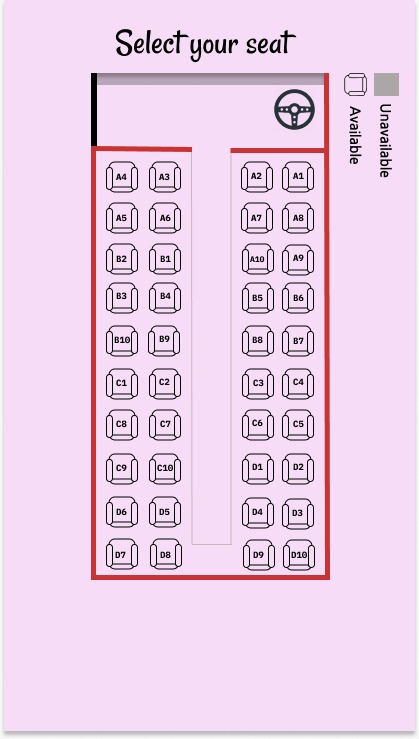 Select your seat
Unavailable
Available
A4 A3 A2 A1
A5 A6 A7 A8
B2 B1 A10 A9
B3 B4 B5 B6
B10 B9 B8 B7
C1 C2 C3 C4
C8 C7 C6 C5
C9 C10 D1 D2
D6 D5 D4 D3
D7 D8 D9 D10